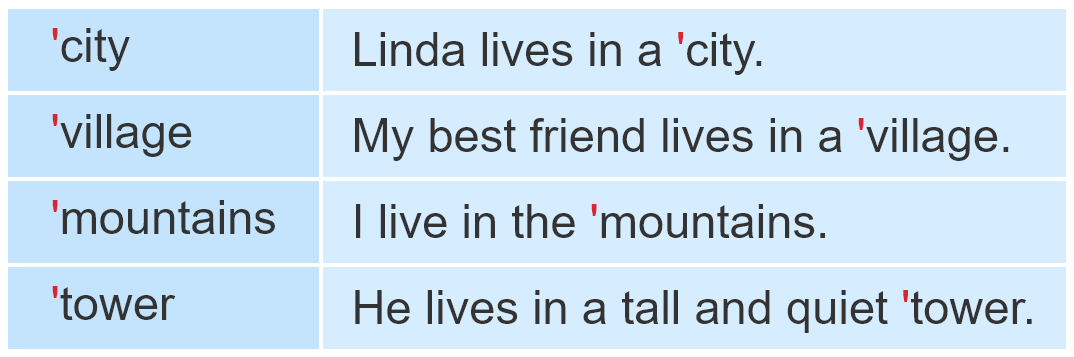 'city Linda lives in a 'city.
'village My best friend lives in a 'village.
'mountains I live in the 'mountains.
'tower He lives in a tall and quiet 'tower.